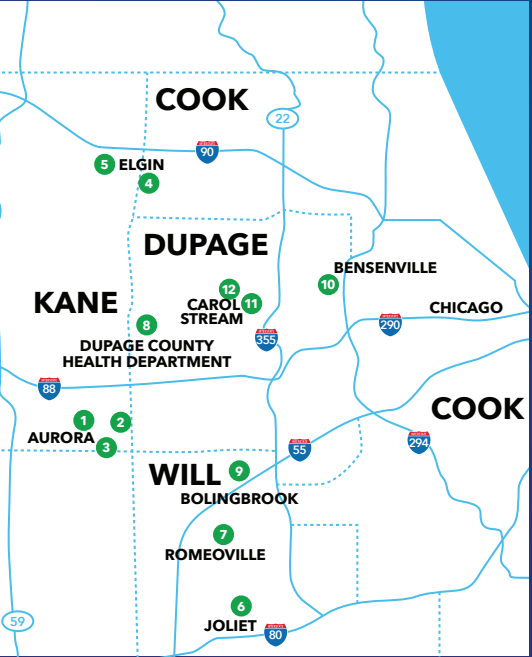 COOK
22
90
5 ELGIN
4
DUPAGE
BENSENVILLE
12
10
KANE
CAROL 11
STREAM
CHICAGO
290
8
355
DUPAGE COUNTY
HEALTH DEPARTMENT
88
COOK
1
2
AURORA
3
294
55
WILL 9
BOLINGBROOK
7
ROMEOVILLE
6
JOLIET
80
59